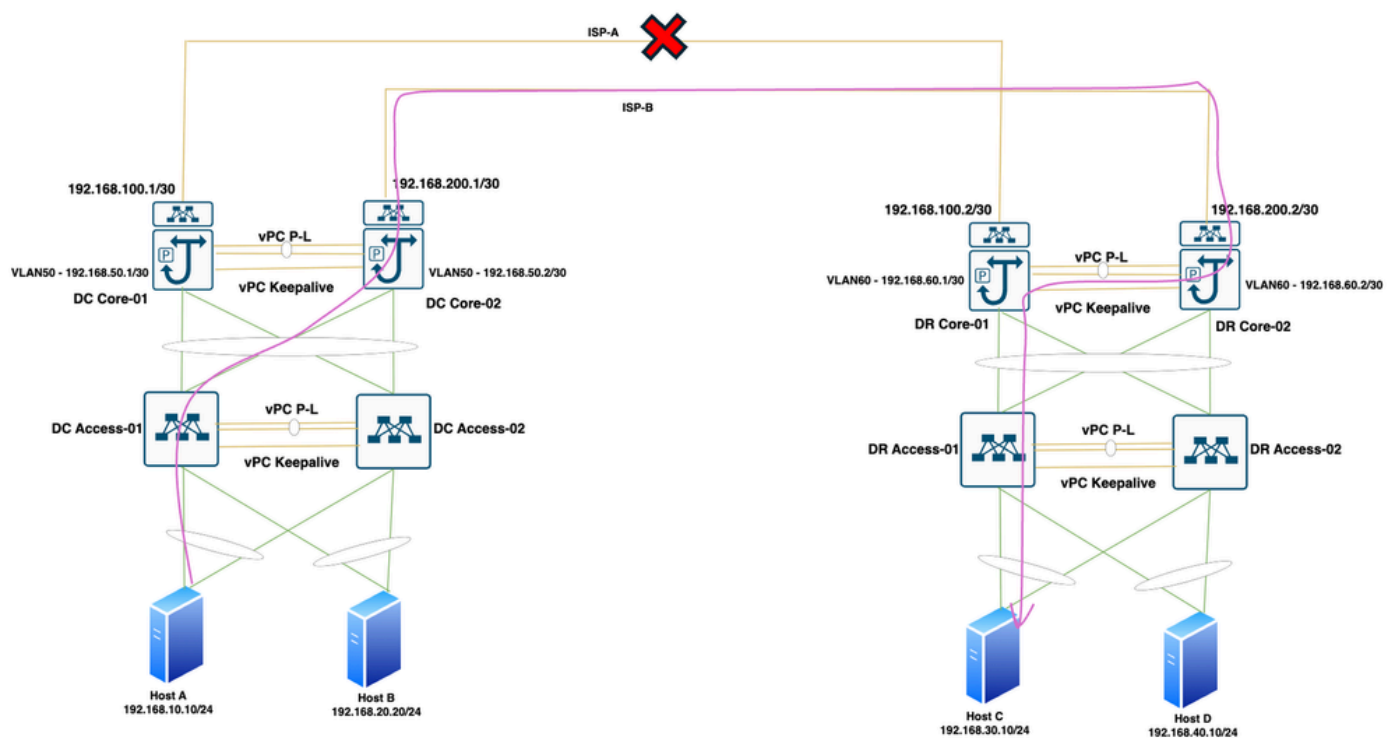 ISP-A
ISP-B
192.168.100.1/30
192.168.200.1/30
192.168.100.2/30
192.168.200.2/30
P
vPC P-L
P
P
vPC P-L
P
VLAN50 - 192.168.50.1/30
VLAN50 - 192.168.50.2/30
VLAN60 - 192.168.60.1/30
VLAN60 - 192.168.60.2/30
vPC Keepalive
vPC Keepalive
DC Core-01
DC Core-02
DR Core-01
DR Core-02
DC Access-01
vPC P-L
DC Access-02
DR Access-01
vPC P-L
DR Access-02
vPC Keepalive
vPC Keepalive
Host A
192.168.10.10/24
Host B
192.168.20.20/24
Host C
192.168.30.10/24
Host D
192.168.40.10/24